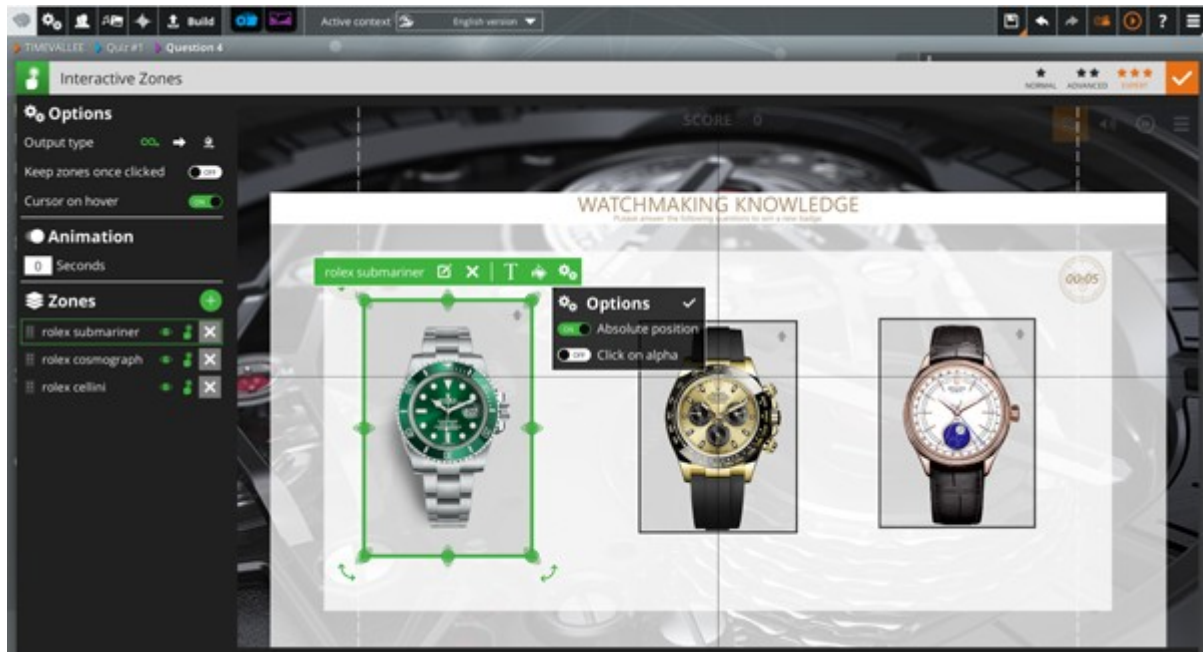 Build
Active context
English version
TIMEVALLEE
Quiz #1
Question 4
Interactive Zones
NORMAL
ADVANCED
EXPERT
Options
Output type
Keep zones once clicked
OFF
Cursor on hover
ON
Animation
0 Seconds
Zones
rolex submariner
rolex cosmograph
rolex cellini
SCORE 0
WATCHMAKING KNOWLEDGE
Please answer the following questions to win a new badge.
00:05
rolex submariner
T
Options
ON Absolute position
OFF Click on alpha
?